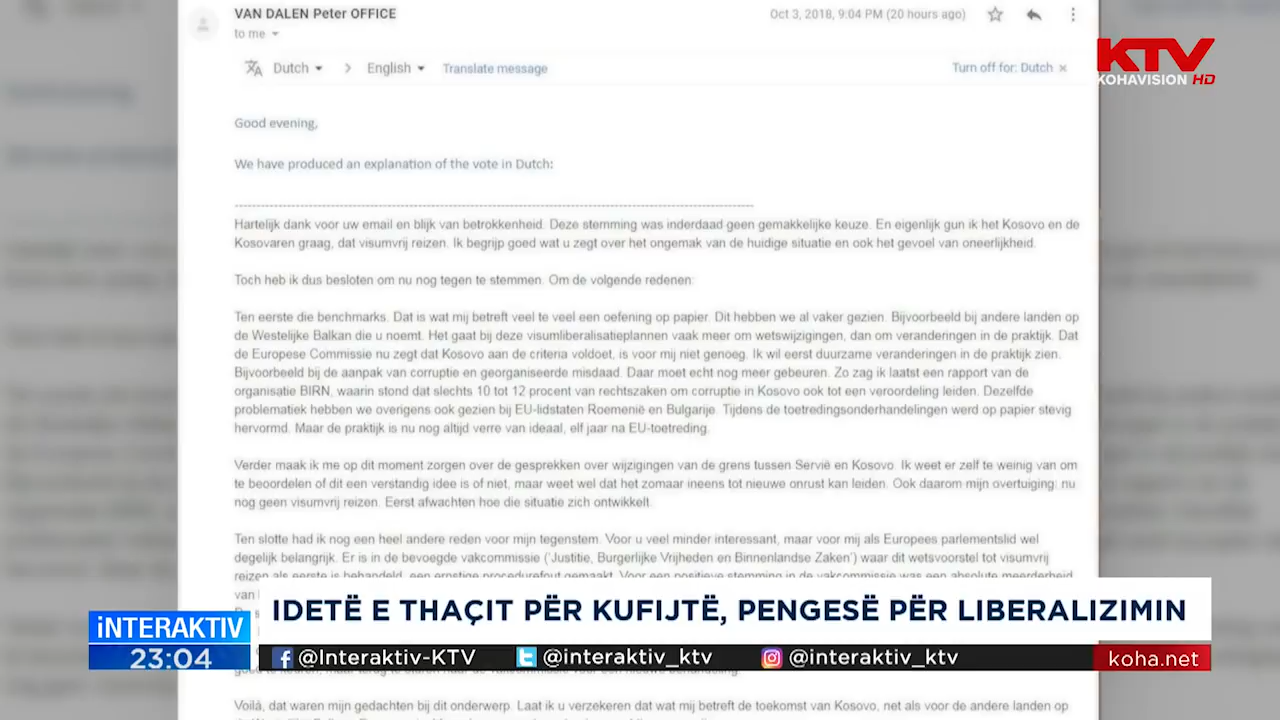 VAN DALEN Peter OFFICE
Oct 3, 2018, 9:04 PM (20 hours ago)
to me
Dutch
English
Translate message
Turn off for: Dutch ×
KTV
KOHAVISION HD
Good evening,
We have produced an explanation of the vote in Dutch:
Hartelijk dank voor uw email en blijk van betrokkenheid. Deze stemming was inderdaad geen gemakkelijke keuze. En eigenlijk gun ik het Kosovo en de
Kosovaren graag, dat visumvrij reizen. Ik begrijp goed wat u zegt over het ongemak van de huidige situatie en ook het gevoel van oneerlijkheid.
Toch heb ik dus besloten om nu nog tegen te stemmen. Om de volgende redenen:
Ten eerste die benchmarks. Dat is wat mij betreft veel te veel een oefening op papier. Dit hebben we al vaker gezien. Bijvoorbeeld bij andere landen op
de Westelijke Balkan die u noemt. Het gaat bij deze visumliberalisatieplannen vaak meer om wetswijzigingen, dan om veranderingen in de praktijk. Dat
de Europese Commissie nu zegt dat Kosovo aan de criteria voldoet, is voor mij niet genoeg. Ik wil eerst duurzame veranderingen in de praktijk zien.
Bijvoorbeeld bij de aanpak van corruptie en georganiseerde misdaad. Daar moet echt nog meer gebeuren. Zo zag ik laatst een rapport van de
organisatie BIRN, waarin stond dat slechts 10 tot 12 procent van rechtszaken om corruptie in Kosovo ook tot een veroordeling leiden. Dezelfde
problematiek hebben we overigens ook gezien bij EU-lidstaten Roemenië en Bulgarije. Tijdens de toetredingsonderhandelingen werd op papier stevig
hervormd. Maar de praktijk is nu nog altijd verre van ideaal, elf jaar na EU-toetreding.
Verder maak ik me op dit moment zorgen over de gesprekken over wijzigingen van de grens tussen Servië en Kosovo. Ik weet er zelf te weinig van om
te beoordelen of dit een verstandig idee is of niet, maar weet wel dat het zomaar ineens tot nieuwe onrust kan leiden. Ook daarom mijn overtuiging: nu
nog geen visumvrij reizen. Eerst afwachten hoe die situatie zich ontwikkelt.
Ten slotte had ik nog een heel andere reden voor mijn tegenstem. Voor u veel minder interessant, maar voor mij als Europees parlementslid wel
degelijk belangrijk. Er is in de bevoegde vakcommissie ('Justitie, Burgerlijke Vrijheden en Binnenlandse Zaken') waar dit wetsvoorstel tot visumvrij
reizen als eerste is behandeld, een ernstige procedurefout gemaakt. Voor een positieve stemming in de vakcommissie was een absolute meerderheid
van
IDETË E THAÇIT PËR KUFIJTË, PENGESË PËR LIBERALIZIMIN
iNTERAKTIV
23:04
@Interaktiv-KTV
@interaktiv_ktv
@interaktiv_ktv
koha.net
Voilà, dat waren mijn gedachten bij dit onderwerp. Laat ik u verzekeren dat wat mij betreft de toekomst van Kosovo, net als voor de andere landen op